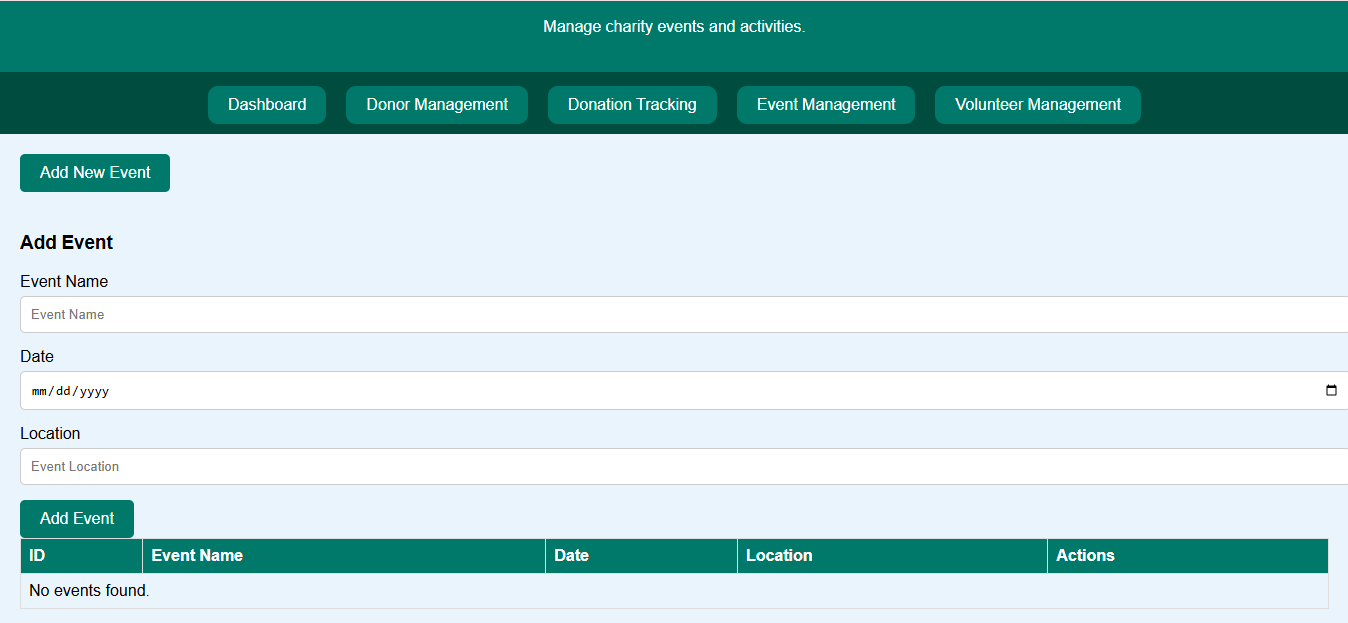 Manage charity events and activities.
Dashboard Donor Management Donation Tracking Event Management Volunteer Management
Add New Event
Add Event
Event Name
Event Name
Date
mm/dd/yyyy
Location
Event Location
Add Event
ID Event Name Date Location Actions
No events found.